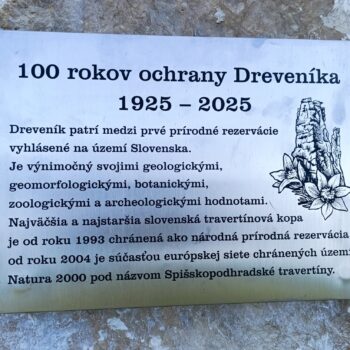 100 rokov ochrany Dreveníka
1925 – 2025
Dreveník patrí medzi prvé prírodné rezervácie
vyhlásené na území Slovenska.
Je výnimočný svojimi geologickými,
geomorfologickými, botanickými,
zoologickými a archeologickými hodnotami.
Najväčšia a najstaršia slovenská travertínová kopa
je od roku 1993 chránená ako národná prírodná rezervácia
od roku 2004 je súčasťou európskej siete chránených území
Natura 2000 pod názvom Spišskopodhradské travertíny.